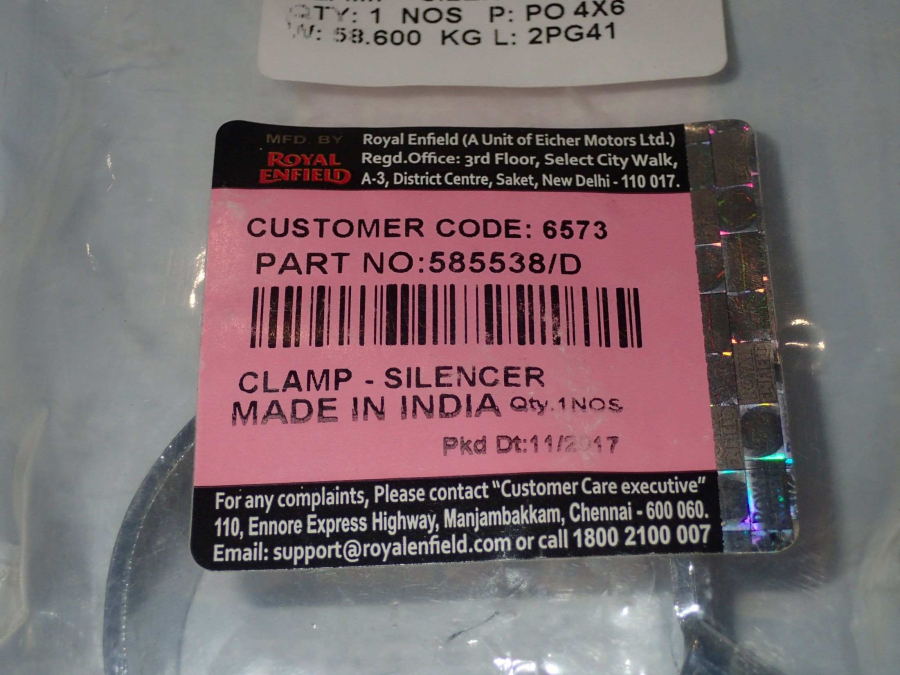 QTY: 1 NOS P: PO 4X6
W: 58.600 KG L: 2PG41
MFD. BY
ROYAL
ENFIELD
Royal Enfield (A Unit of Eicher Motors Ltd.)
Regd.Office: 3rd Floor, Select City Walk,
A-3, District Centre, Saket, New Delhi - 110 017.
CUSTOMER CODE: 6573
PART NO:585538/D
CLAMP - SILENCER
MADE IN INDIA Qty.1NOS
Pkd Dt:11/2017
For any complaints, Please contact "Customer Care executive"
110, Ennore Express Highway, Manjambakkam, Chennai - 600 060.
Email: support@royalenfield.com or call 1800 2100 007